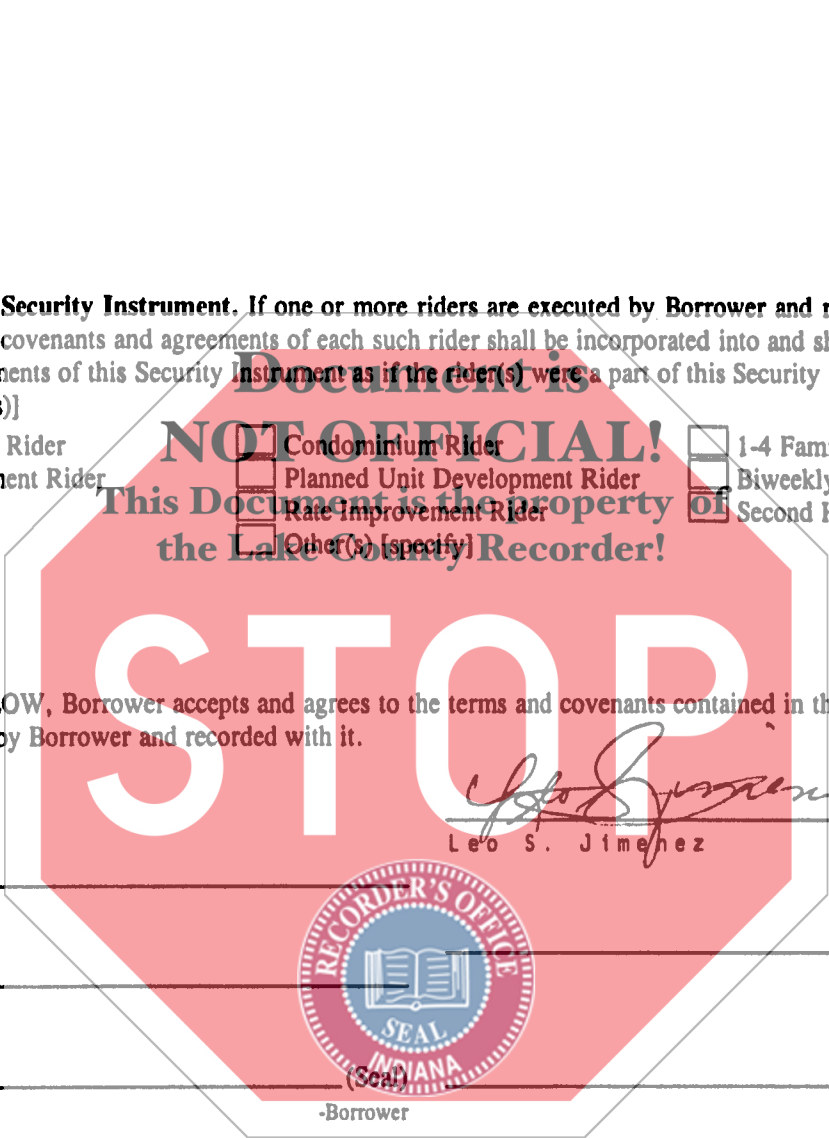 Security Instrument. If one or more riders are executed by Borrower and
covenants and agreements of each such rider shall be incorporated into and
nents of this Security Instrument as if the rider(s) were a part of this Security
s)]
Document is
NOT OFFICIAL!
This Document is the property of
the Lake County Recorder!
Rider
Condominium Rider
1-4 Fam
nent Rider
Planned Unit Development Rider
Biweekly
Rate Improvement Rider
Second
Other(s) [specify]
STOP
OW, Borrower accepts and agrees to the terms and covenants contained in th
by Borrower and recorded with it.
Leo S. Jimenez
RECORDER'S OFFICE
SEAL
INDIANA
(Seal)
-Borrower